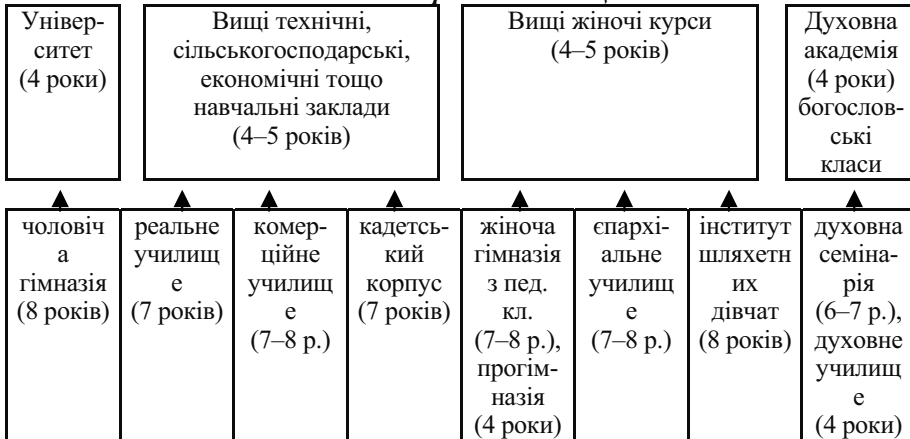 Універ-
ситет
(4 роки)
Вищі технічні,
сільськогосподарські,
економічні тощо
навчальні заклади
(4–5 років)
Вищі жіночі курси
(4–5 років)
Духовна
академія
(4 роки)
богослов-
ські
класи
чоловіч
а
гімназія
(8 років)
реальне
училищ
е
(7 років)
комер-
ційне
училищ
е
(7–8 р.)
кадетсь-
кий
корпус
(7 років)
жіноча
гімназія
з пед.
кл.
(7–8 р.),
прогім-
назія
(4 роки)
єпархі-
альне
училищ
е
(7–8 р.)
інститут
шляхетн
их
дівчат
(8 років)
духовна
семіна-
рія
(6–7 р.),
духовне
училищ
е
(4 роки)